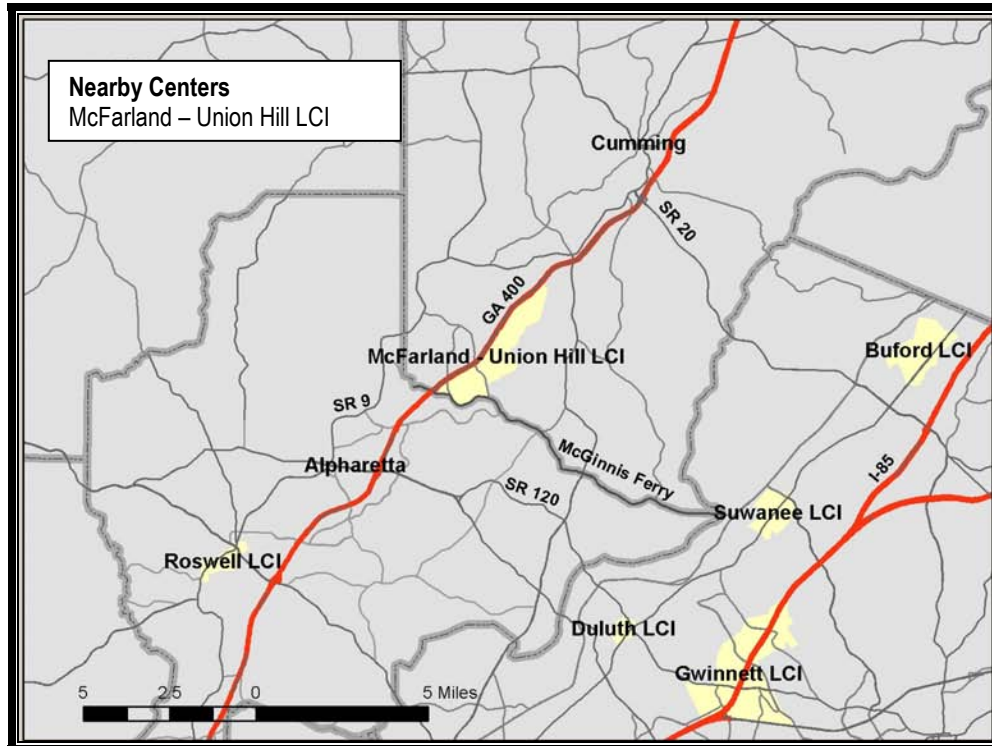 Nearby Centers
McFarland – Union Hill LCI
Cumming
SR 20
GA 400
McFarland - Union Hill LCI
Buford LCI
SR 9
Alpharetta
McGinnis Ferry
I-85
SR 120
Suwanee LCI
Roswell LCI
Duluth LCI
Gwinnett LCI
5 2.5 0 5 Miles